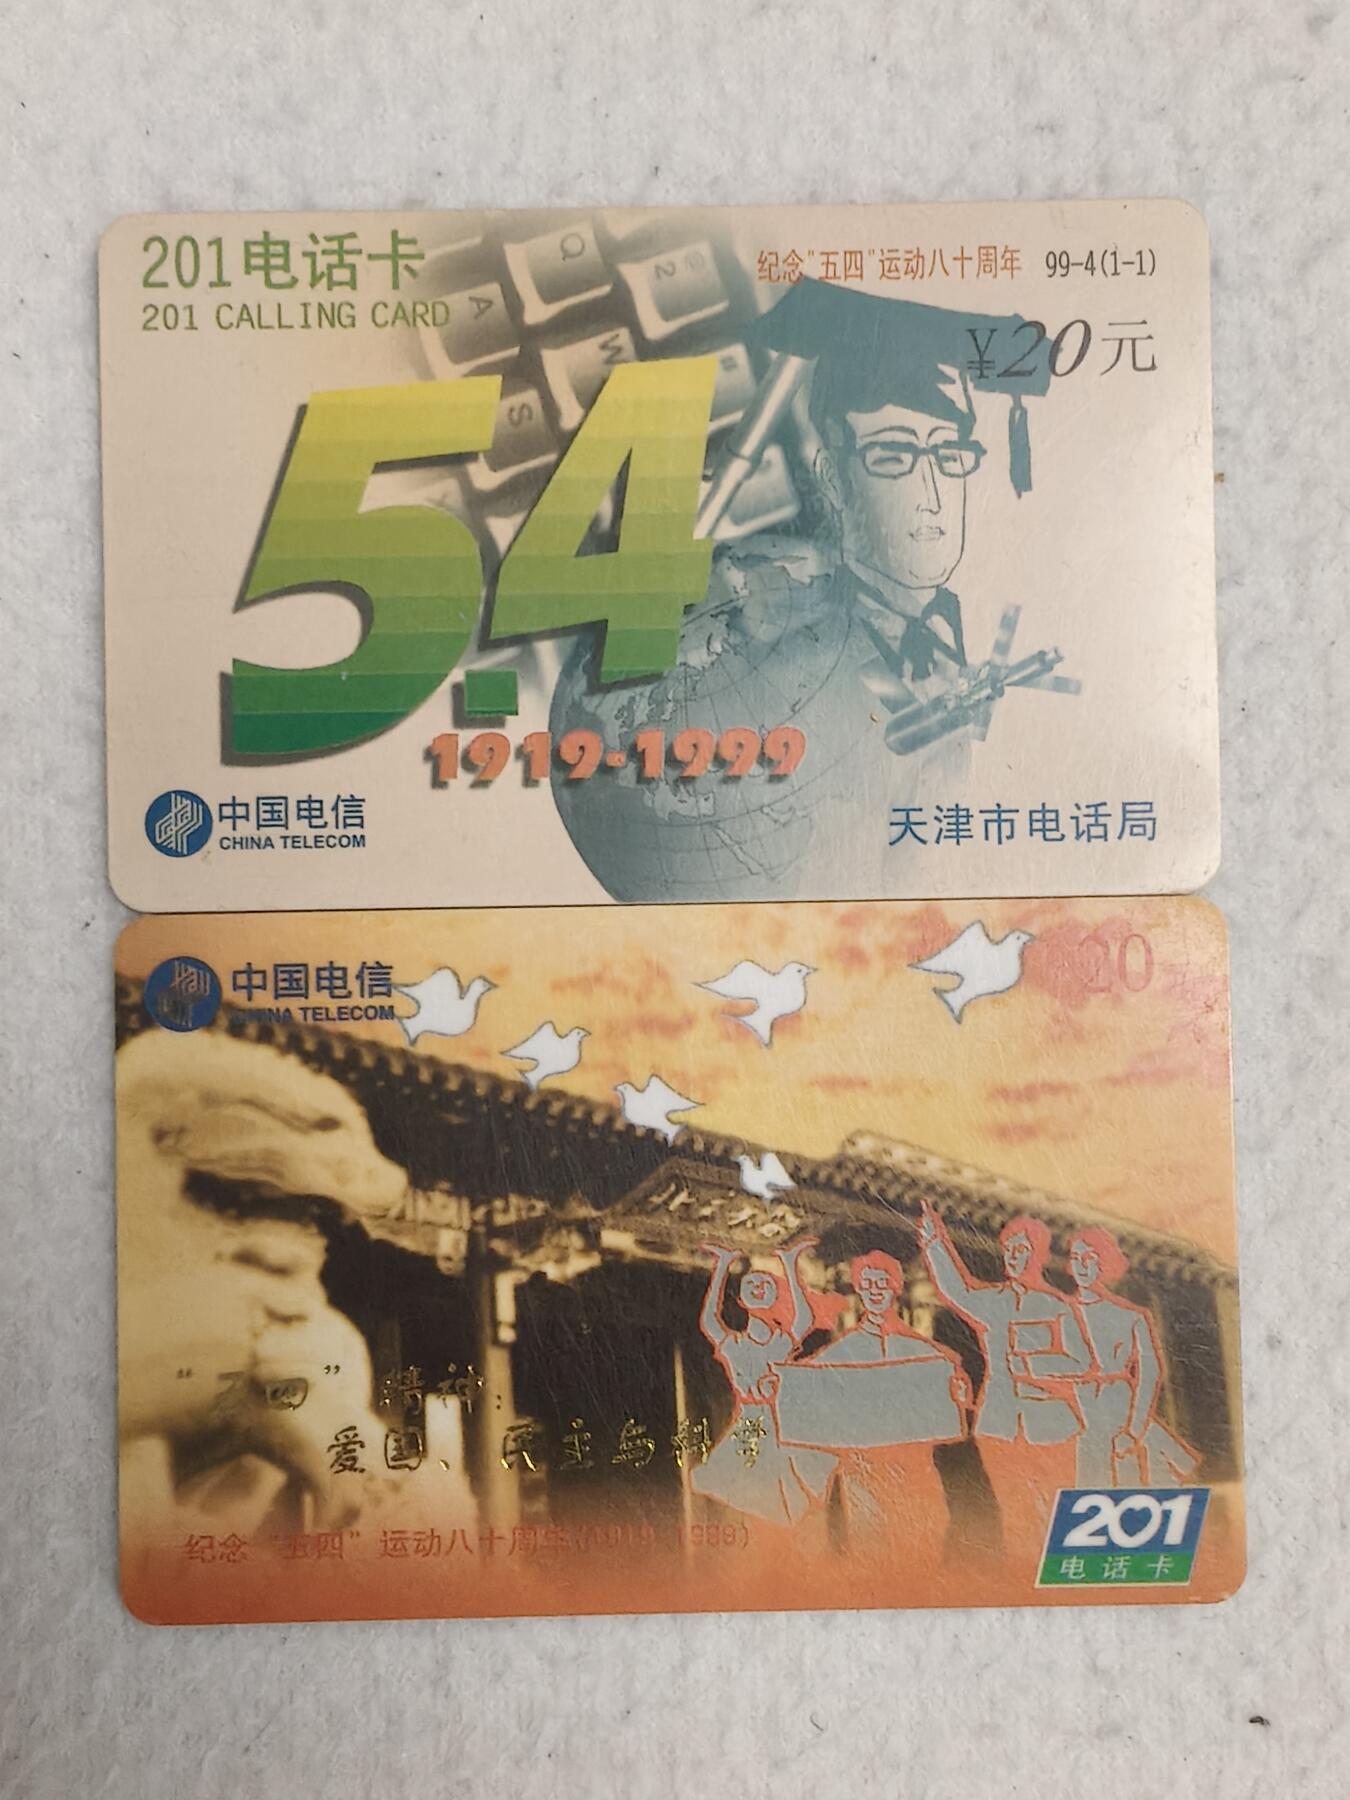 201电话卡
201 CALLING CARD
纪念"五四"运动八十周年 99-4(1-1)
¥20元
Q
@ 2
A
W
S
5.4
1919-1999
中国电信
CHINA TELECOM
天津市电话局
中国电信
CHINA TELECOM
20
“五四”精神：
爱国、民主与科学
纪念“五四”运动八十周年(1919-1999)
201
电话卡